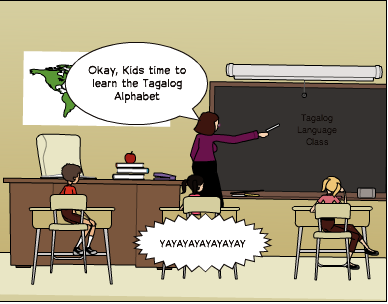 Okay, Kids time to
learn the Tagalog
Alphabet
Tagalog
Language
Class
YAYAYAYAYAYAYAY